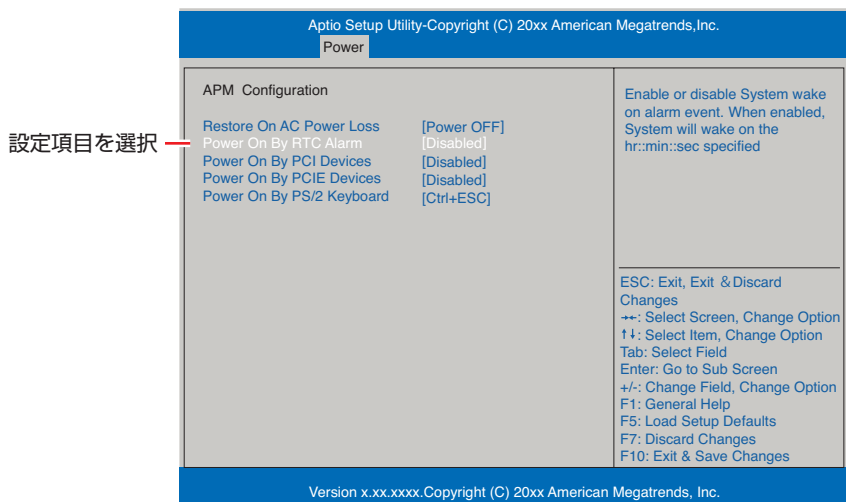 Aptio Setup Utility-Copyright (C) 20xx American Megatrends,Inc.
Power
APM Configuration
Restore On AC Power Loss [Power OFF]
設定項目を選択
Power On By RTC Alarm [Disabled]
Power On By PCI Devices [Disabled]
Power On By PCIE Devices [Disabled]
Power On By PS/2 Keyboard [Ctrl+ESC]
Enable or disable System wake
on alarm event. When enabled,
System will wake on the
hr::min::sec specified
ESC: Exit, Exit ＆Discard
Changes
→←: Select Screen, Change Option
↑↓: Select Item, Change Option
Tab: Select Field
Enter: Go to Sub Screen
+/-: Change Field, Change Option
F1: General Help
F5: Load Setup Defaults
F7: Discard Changes
F10: Exit & Save Changes
Version x.xx.xxxx.Copyright (C) 20xx American Megatrends, Inc.